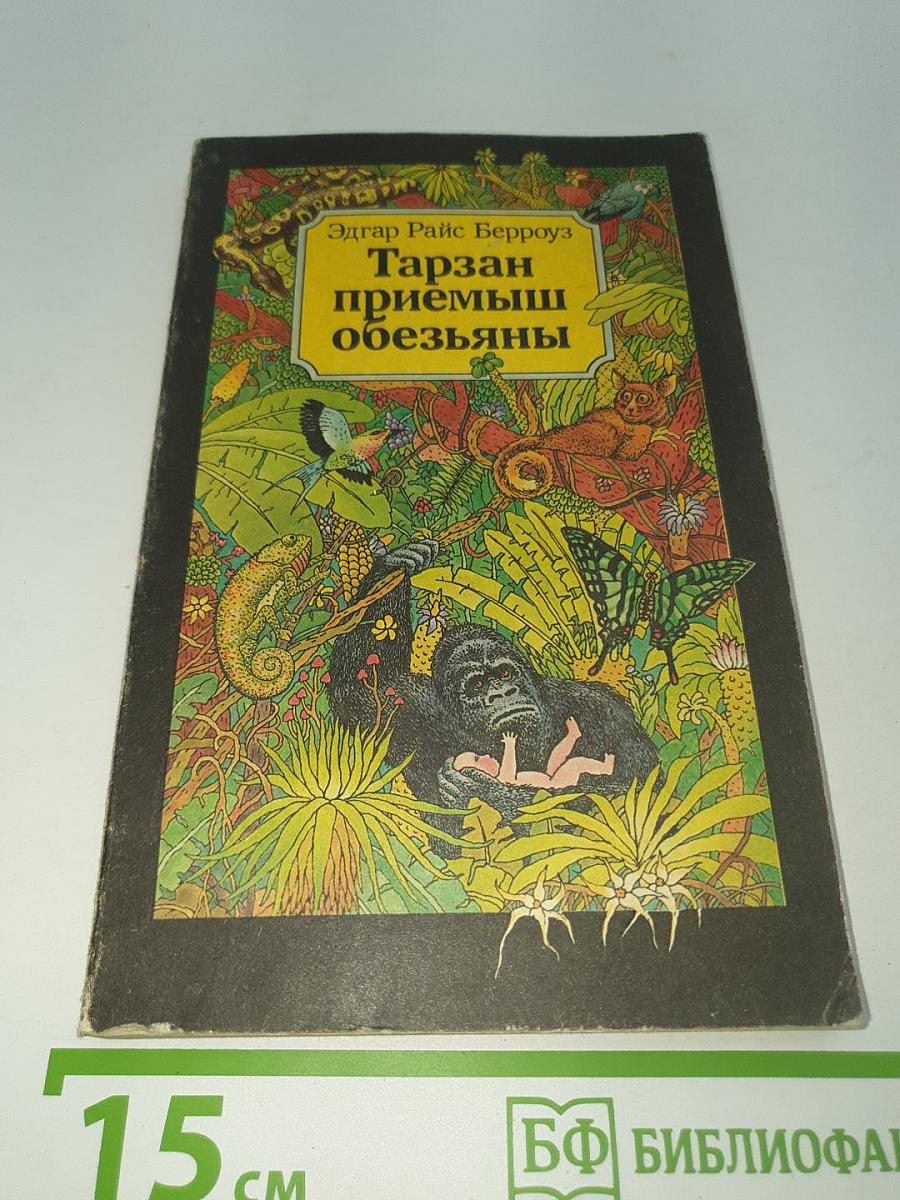 Эдгар Райс Берроуз
Тарзан
приемыш
обезьяны
15 см
БФ
БИБЛИОФА